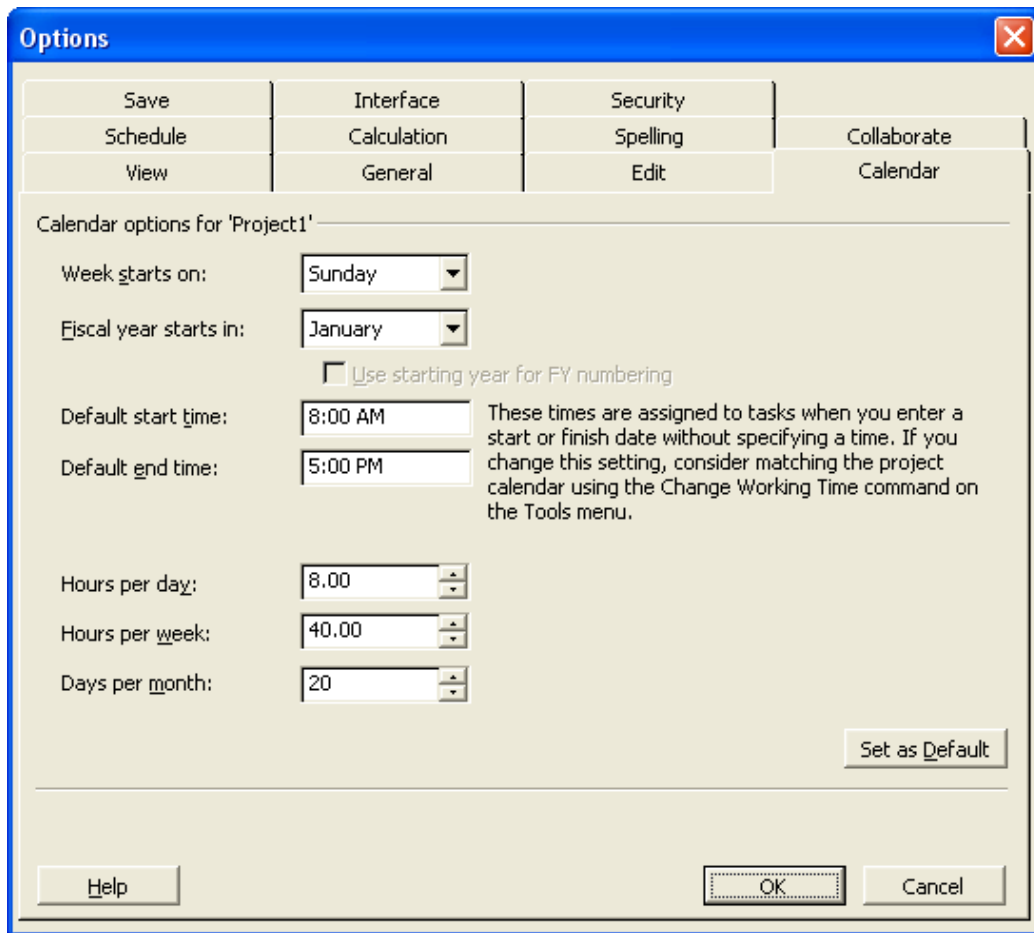 Options
Save Interface Security
Schedule Calculation Spelling Collaborate
View General Edit Calendar
Calendar options for 'Project1'
Week starts on: Sunday
Fiscal year starts in: January
Use starting year for FY numbering
Default start time: 8:00 AM
Default end time: 5:00 PM
These times are assigned to tasks when you enter a
start or finish date without specifying a time. If you
change this setting, consider matching the project
calendar using the Change Working Time command on
the Tools menu.
Hours per day: 8.00
Hours per week: 40.00
Days per month: 20
Set as Default
Help OK Cancel